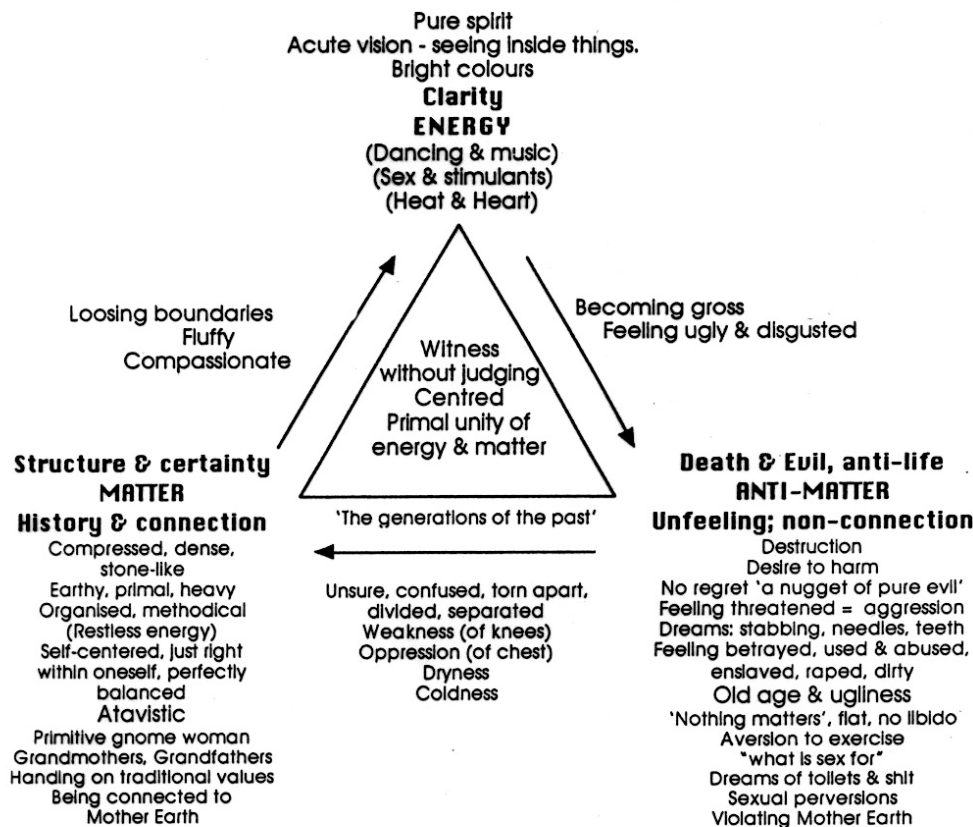 Pure spirit
Acute vision - seeing inside things.
Bright colours
Clarity
ENERGY
(Dancing & music)
(Sex & stimulants)
(Heat & Heart)
Loosing boundaries
Fluffy
Compassionate
Becoming gross
Feeling ugly & disgusted
Witness
without judging
Centred
Primal unity of
energy & matter
Structure & certainty
MATTER
History & connection
Compressed, dense,
stone-like
Earthy, primal, heavy
Organised, methodical
(Restless energy)
Self-centered, just right
within oneself, perfectly
balanced
Atavistic
Primitive gnome woman
Grandmothers, Grandfathers
Handing on traditional values
Being connected to
Mother Earth
'The generations of the past'
Unsure, confused, torn apart,
divided, separated
Weakness (of knees)
Oppression (of chest)
Dryness
Coldness
Death & Evil, anti-life
ANTI-MATTER
Unfeeling; non-connection
Destruction
Desire to harm
No regret 'a nugget of pure evil'
Feeling threatened = aggression
Dreams: stabbing, needles, teeth
Feeling betrayed, used & abused,
enslaved, raped, dirty
Old age & ugliness
'Nothing matters', flat, no libido
Aversion to exercise
"what is sex for"
Dreams of toilets & shit
Sexual perversions
Violating Mother Earth